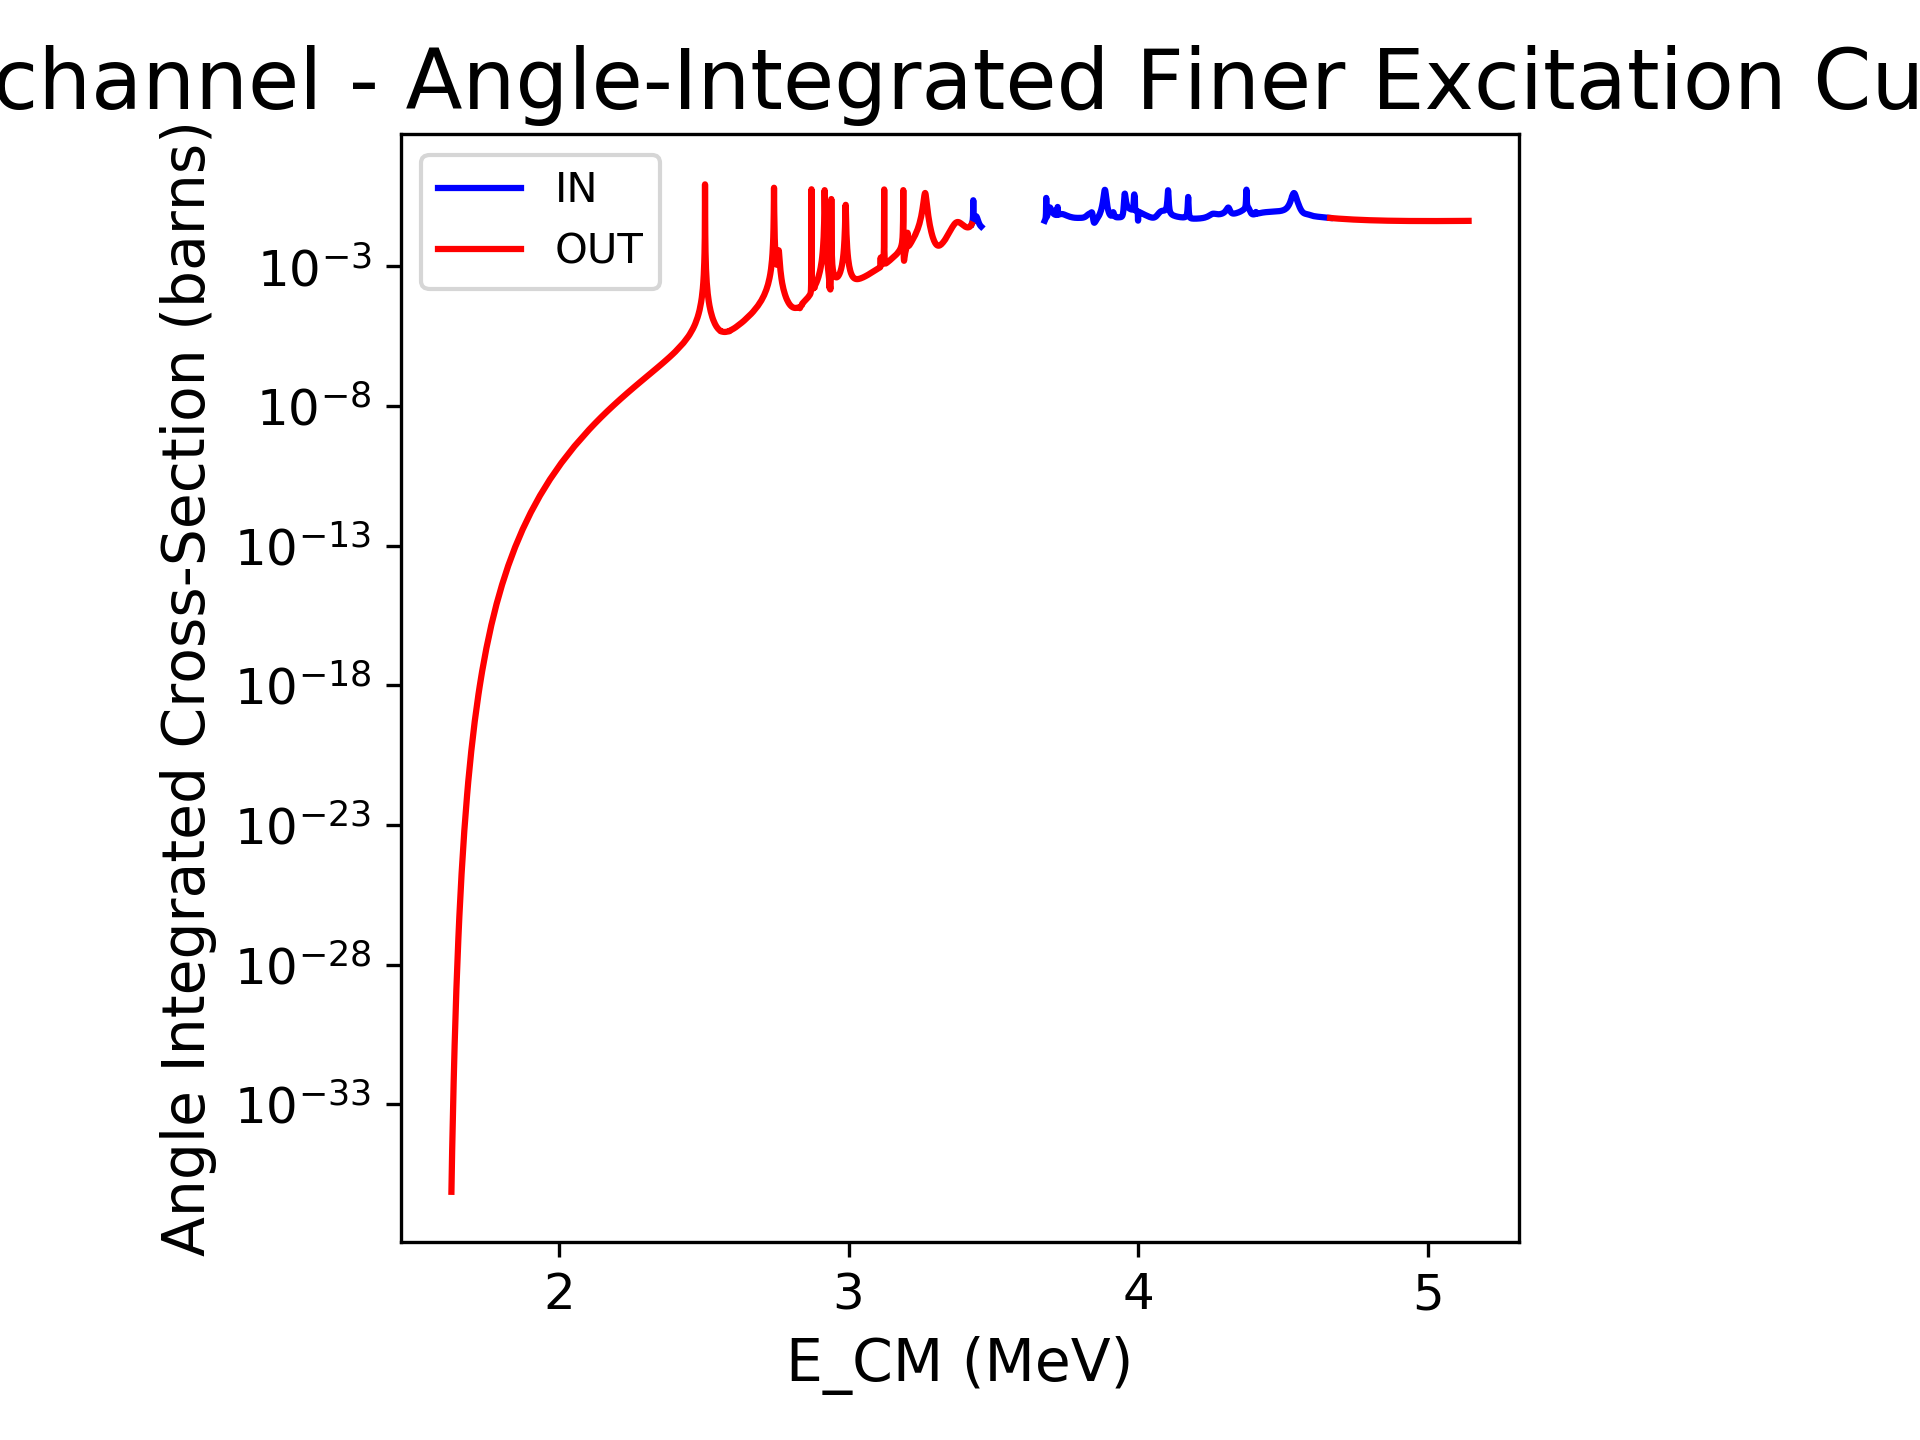 channel - Angle-Integrated Finer Excitation Cu
IN
OUT
Angle Integrated Cross-Section (barns)
10⁻³
10⁻⁸
10⁻¹³
10⁻¹⁸
10⁻²³
10⁻²⁸
10⁻³³
2 3 4 5
E_CM (MeV)